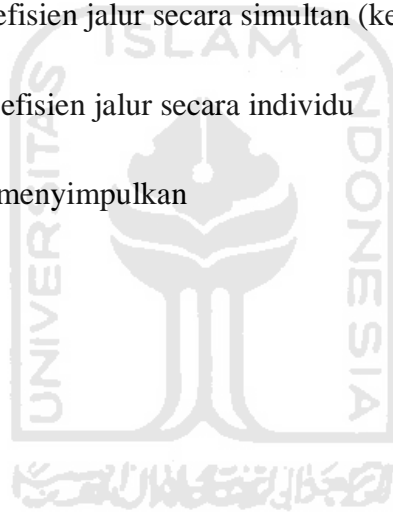 efisien jalur secara simultan (ke
efisien jalur secara individu
menyimpulkan
UNIVERSITAS ISLAM INDONESIA